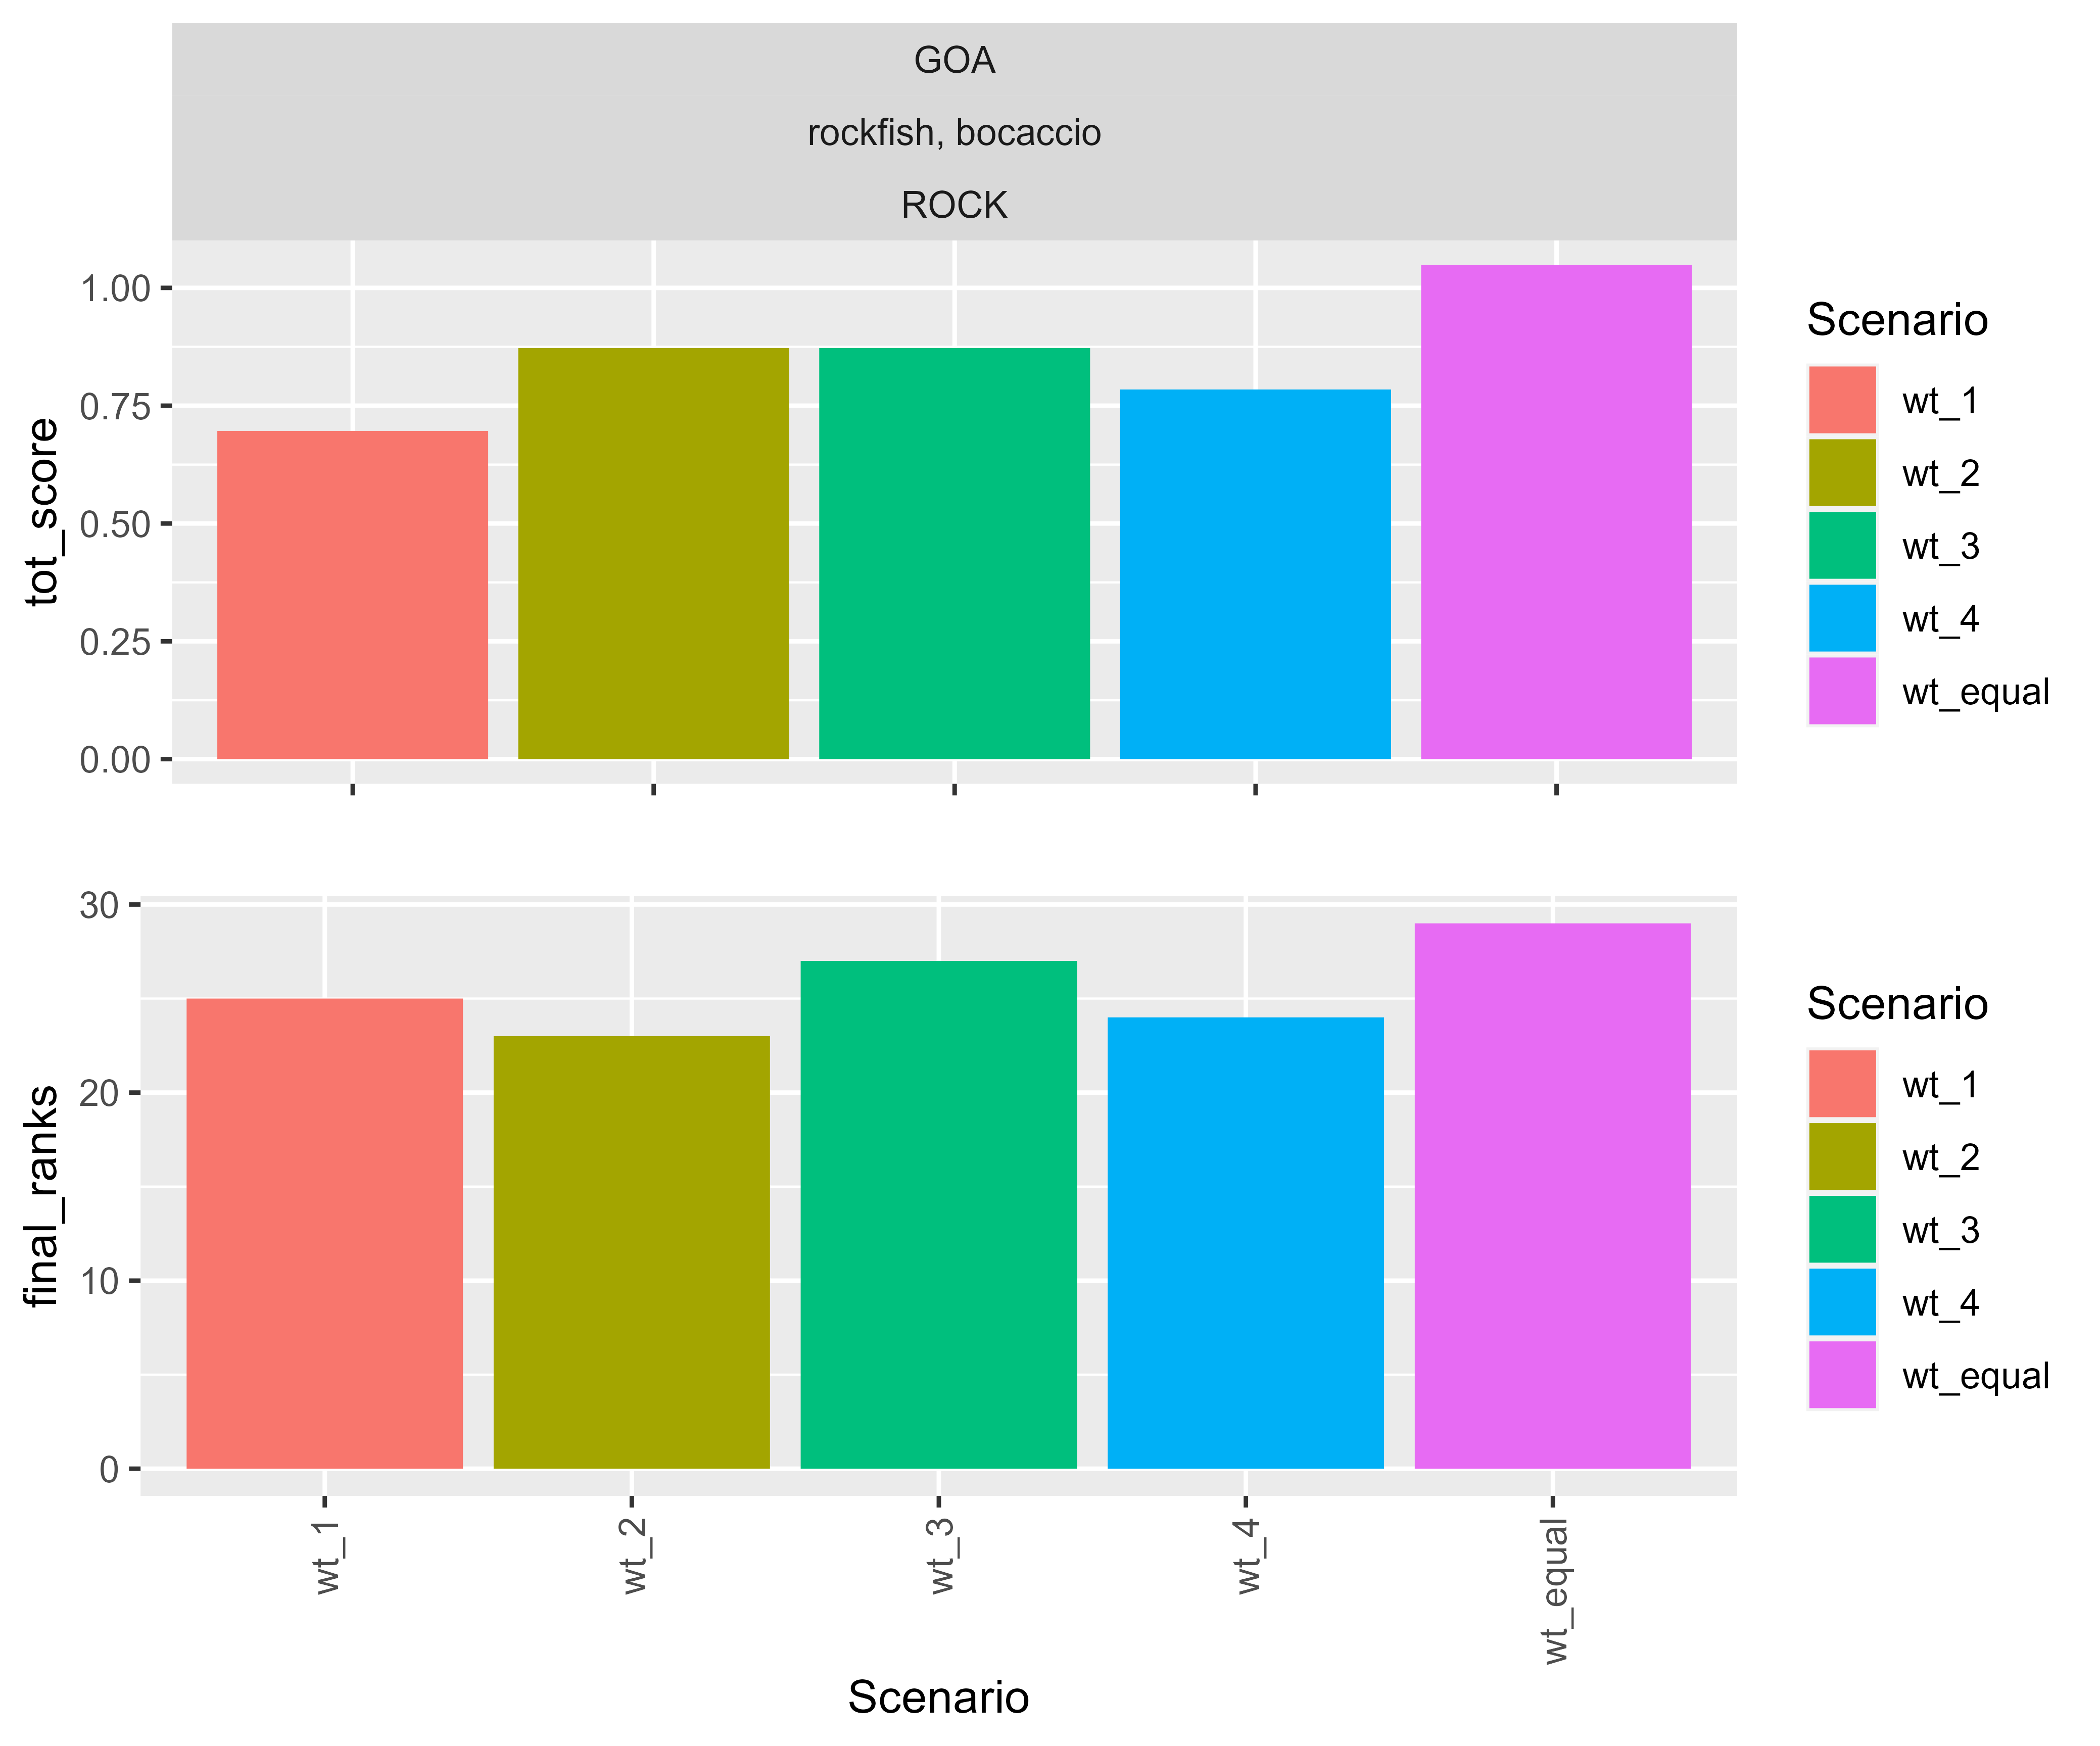 GOA
rockfish, bocaccio
ROCK
tot_score
1.00
0.75
0.50
0.25
0.00
Scenario
wt_1
wt_2
wt_3
wt_4
wt_equal
final_ranks
30
20
10
0
wt_1
wt_2
wt_3
wt_4
wt_equal
Scenario
Scenario
wt_1
wt_2
wt_3
wt_4
wt_equal